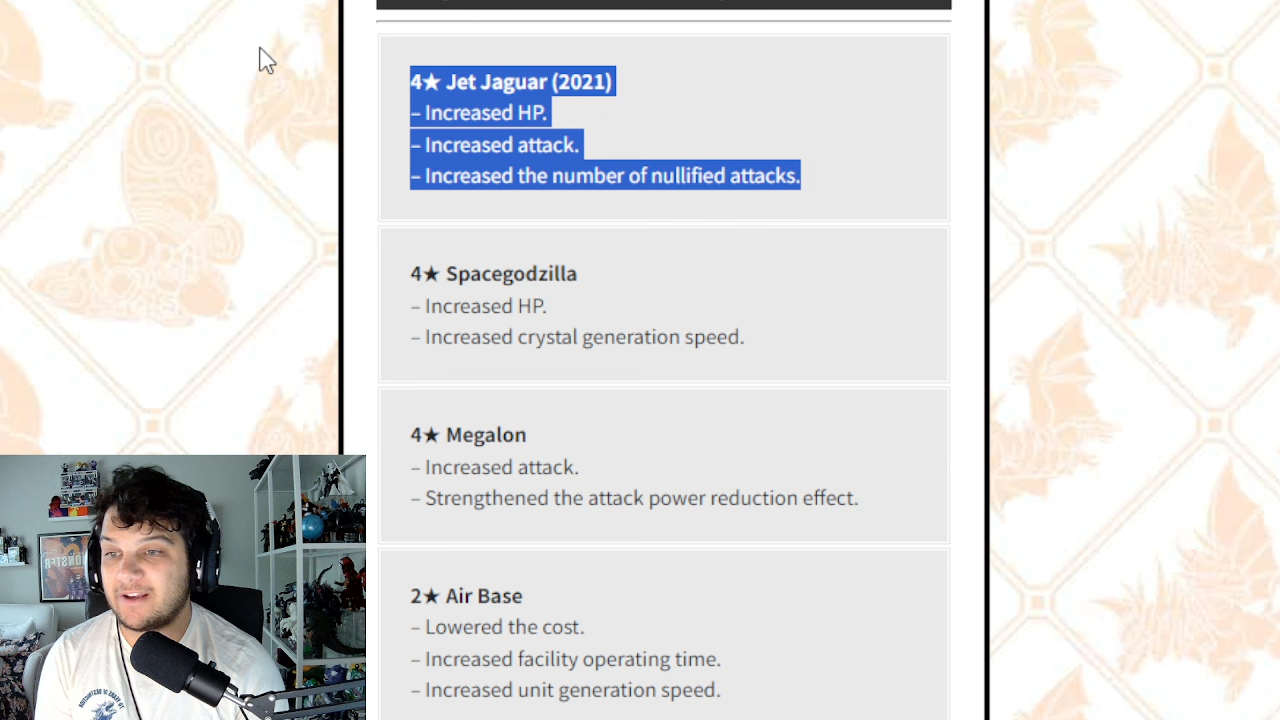 4★ Jet Jaguar (2021)
– Increased HP.
– Increased attack.
– Increased the number of nullified attacks.
4★ Spacegodzilla
– Increased HP.
– Increased crystal generation speed.
4★ Megalon
– Increased attack.
– Strengthened the attack power reduction effect.
2★ Air Base
– Lowered the cost.
– Increased facility operating time.
– Increased unit generation speed.